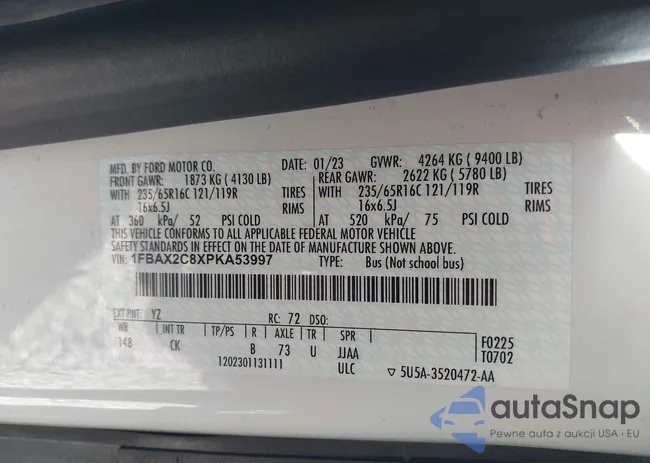 MFD. BY FORD MOTOR CO. DATE: 01/23 GVWR: 4264 KG ( 9400 LB)
FRONT GAWR: 1873 KG ( 4130 LB) REAR GAWR: 2622 KG ( 5780 LB)
WITH 235/65R16C 121/119R TIRES WITH 235/65R16C 121/119R TIRES
16x6.5J RIMS 16x6.5J RIMS
AT 360 kPa/ 52 PSI COLD AT 520 kPa/ 75 PSI COLD
THIS VEHICLE CONFORMS TO ALL APPLICABLE FEDERAL MOTOR VEHICLE
SAFETY STANDARDS IN EFFECT ON THE DATE OF MANUFACTURE SHOWN ABOVE.
VIN: 1FBAX2C8XPKA53997 TYPE: Bus (Not school bus)
EXT PNT: YZ RC: 72 DSO:
WB INT TR TP/PS R AXLE TR SPR F0225
148 CK B 73 U JJAA T0702
1202301131111 ULC ▽ 5U5A-3520472-AA
autaSnap
Pewne auta z aukcji USA i EU